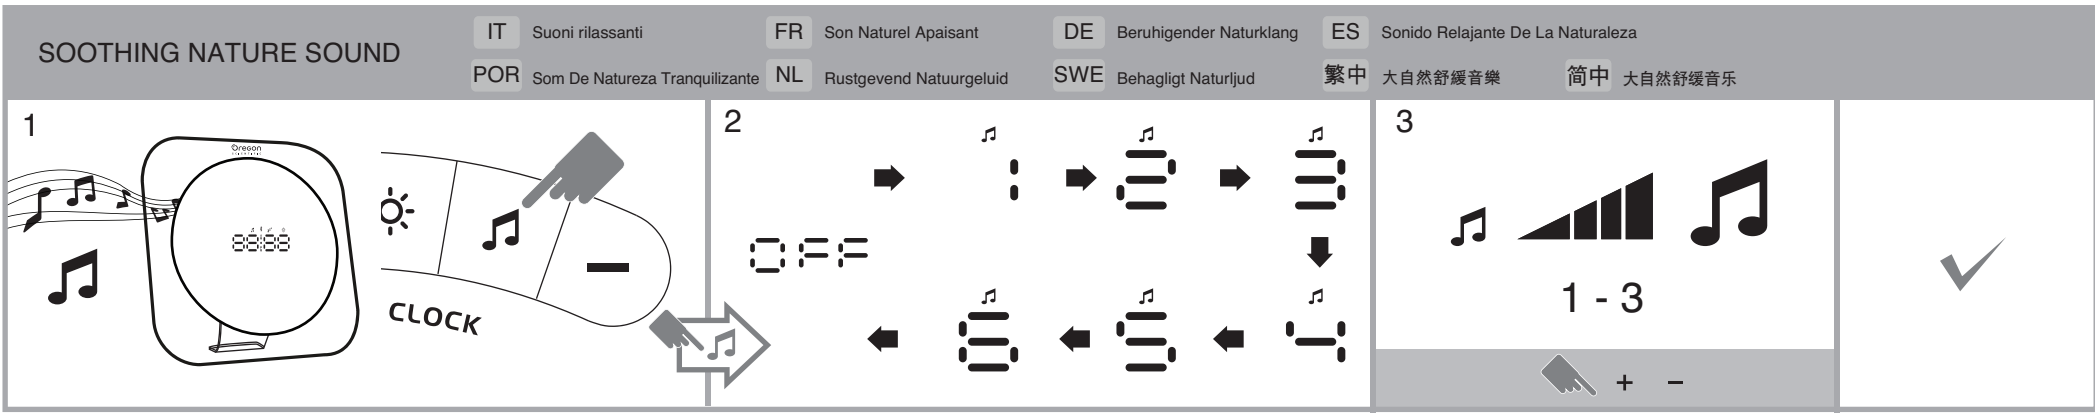 SOOTHING NATURE SOUND
IT Suoni rilassanti
FR Son Naturel Apaisant
DE Beruhigender Naturklang
ES Sonido Relajante De La Naturaleza
POR Som De Natureza Tranquilizante
NL Rustgevend Natuurgeluid
SWE Behagligt Naturljud
繁中 大自然舒緩音樂
简中 大自然舒缓音乐
1
Oregon
88:88
CLOCK
2
OFF
1
2
3
4
5
6
3
1 - 3
+ -